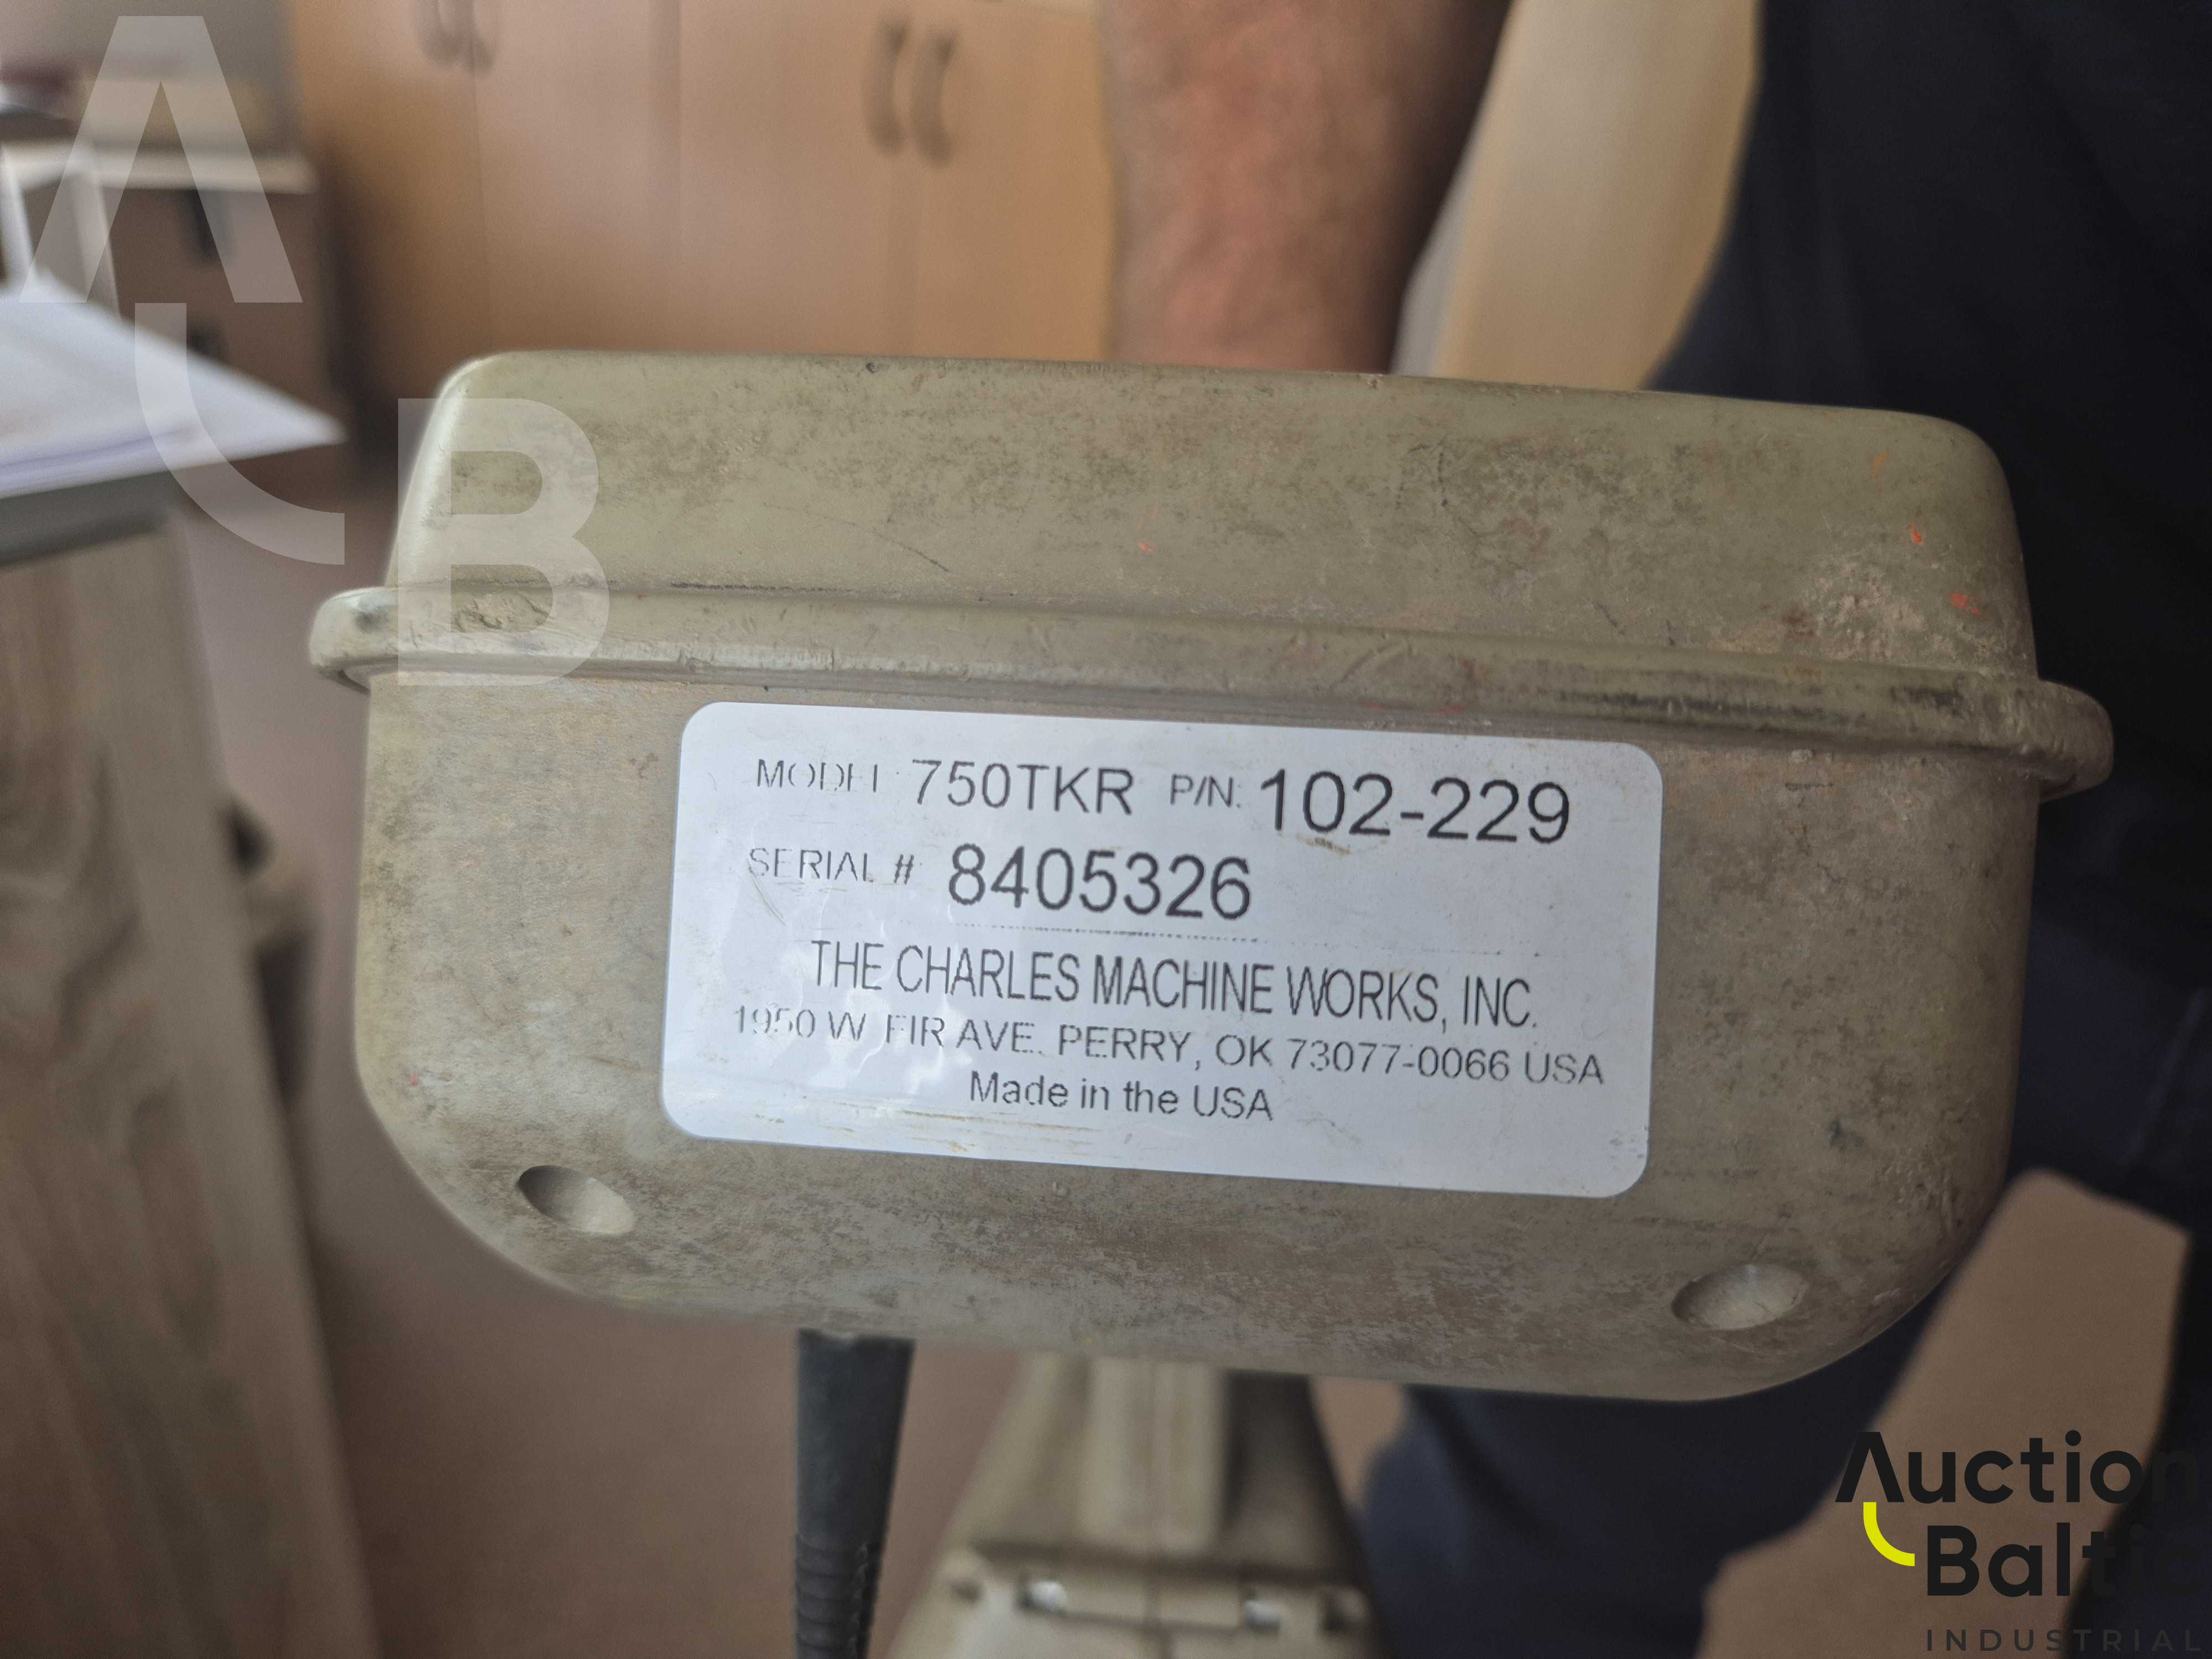 A
B
MODEL 750TKR P/N: 102-229
SERIAL # 8405326
THE CHARLES MACHINE WORKS, INC.
1950 W FIR AVE. PERRY, OK 73077-0066 USA
Made in the USA
Auction
Baltic
INDUSTRIAL